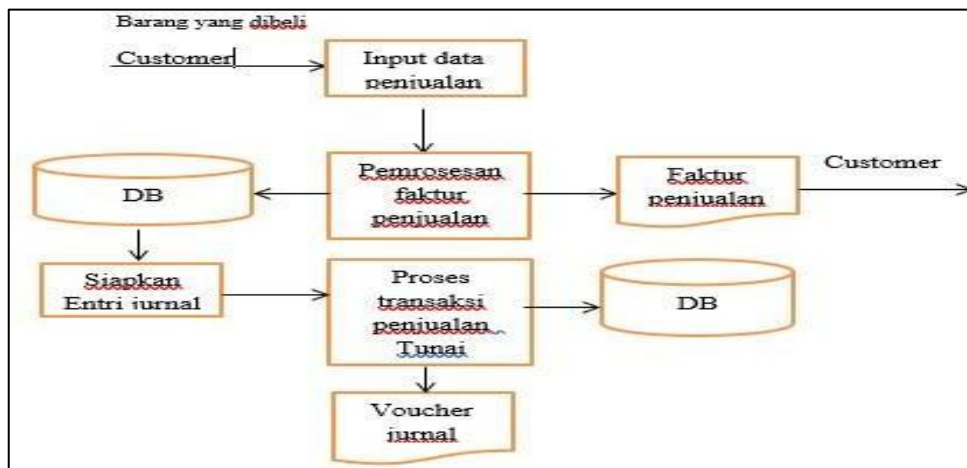 Barang yang dibeli
Customer
Input data
penjualan
Pemrosesan
faktur
penjualan
DB
Faktur
penjualan
Customer
Siapkan
Entri jurnal
Proses
transaksi
penjualan
Tunai
DB
Voucher
jurnal